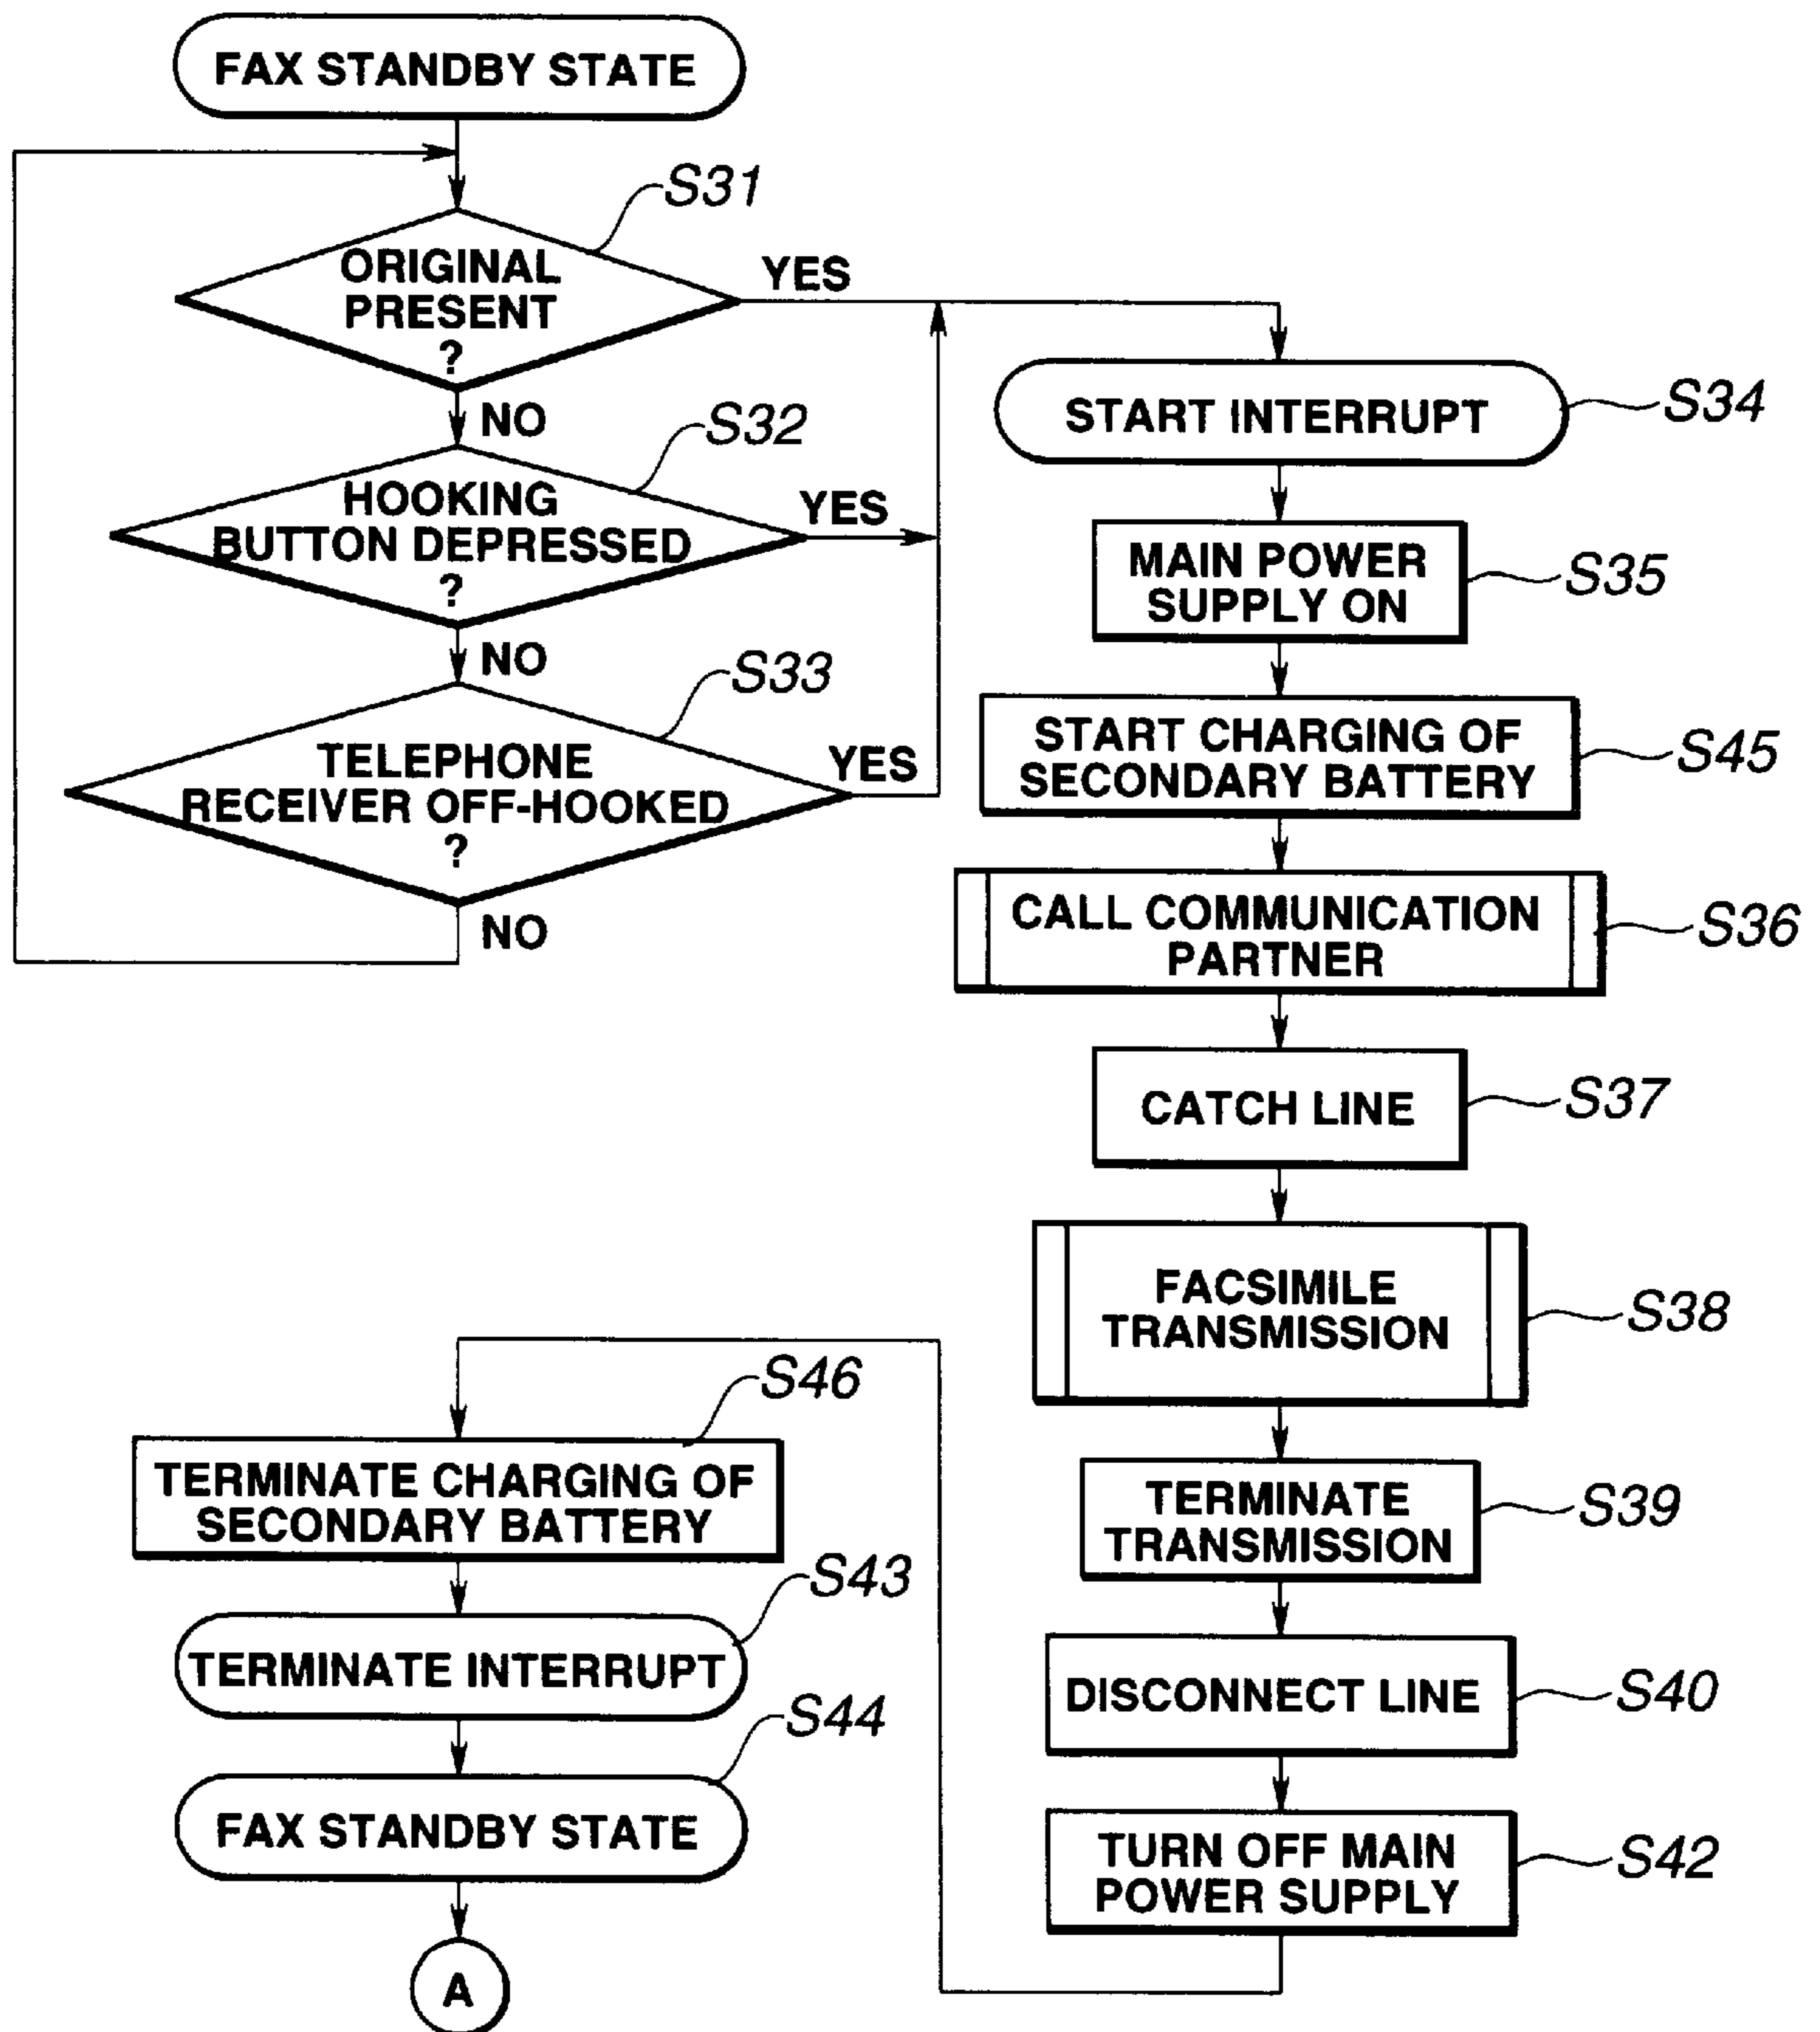 FAX STANDBY STATE
S31
ORIGINAL
PRESENT
?
YES
NO
S32
HOOKING
BUTTON DEPRESSED
?
YES
NO
S33
TELEPHONE
RECEIVER OFF-HOOKED
?
YES
NO
START INTERRUPT
S34
MAIN POWER
SUPPLY ON
S35
START CHARGING OF
SECONDARY BATTERY
S45
CALL COMMUNICATION
PARTNER
S36
CATCH LINE
S37
FACSIMILE
TRANSMISSION
S38
TERMINATE
TRANSMISSION
S39
DISCONNECT LINE
S40
TURN OFF MAIN
POWER SUPPLY
S42
S46
TERMINATE CHARGING OF
SECONDARY BATTERY
S43
TERMINATE INTERRUPT
S44
FAX STANDBY STATE
A